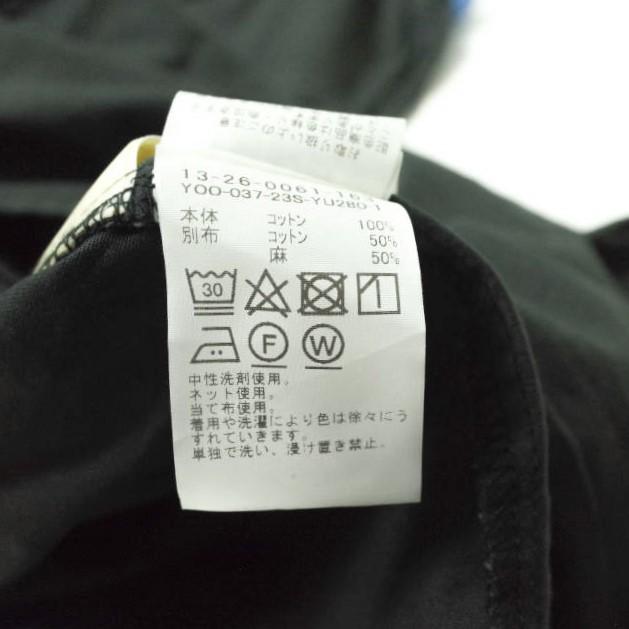 13-26-0061 16.1
YOO-037-23S-YU280 1
本体 コットン 100%
別布 コットン 50%
麻 50%
30
F W
中性洗剤使用。
ネット使用。
当て布使用。
着用や洗濯により色は徐々にう
すれていきます。
単独で洗い、浸け置き禁止。